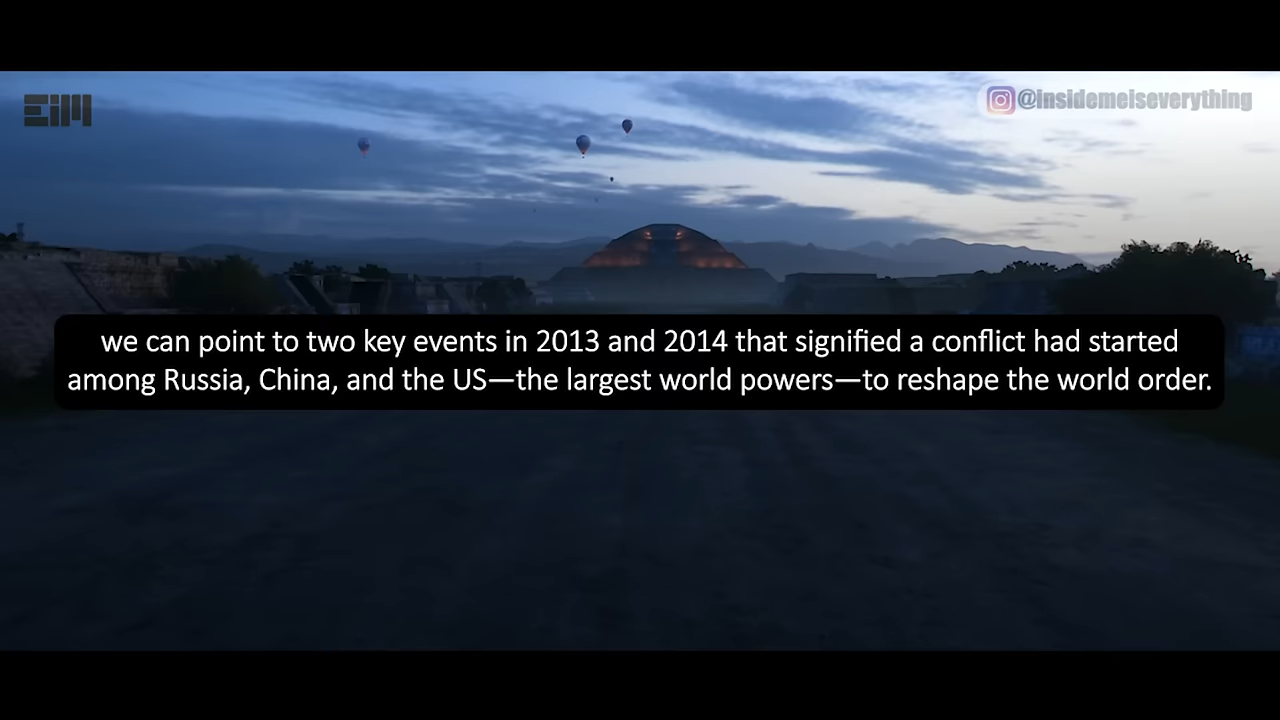 EIM
@insidemeiseverything
we can point to two key events in 2013 and 2014 that signified a conflict had started
among Russia, China, and the US—the largest world powers—to reshape the world order.